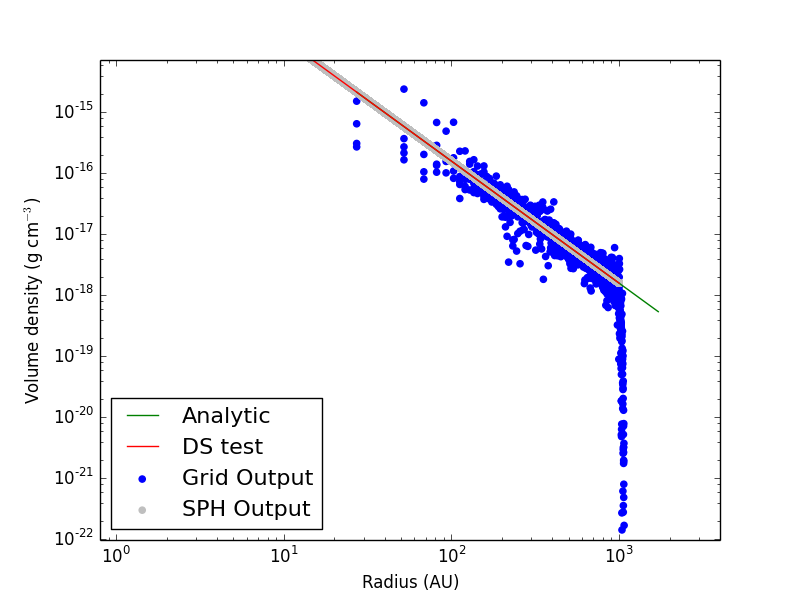 10⁻¹⁵
10⁻¹⁶
10⁻¹⁷
10⁻¹⁸
10⁻¹⁹
10⁻²⁰
10⁻²¹
10⁻²²
Volume density (g cm⁻³)
Analytic
DS test
Grid Output
SPH Output
10⁰ 10¹ 10² 10³
Radius (AU)